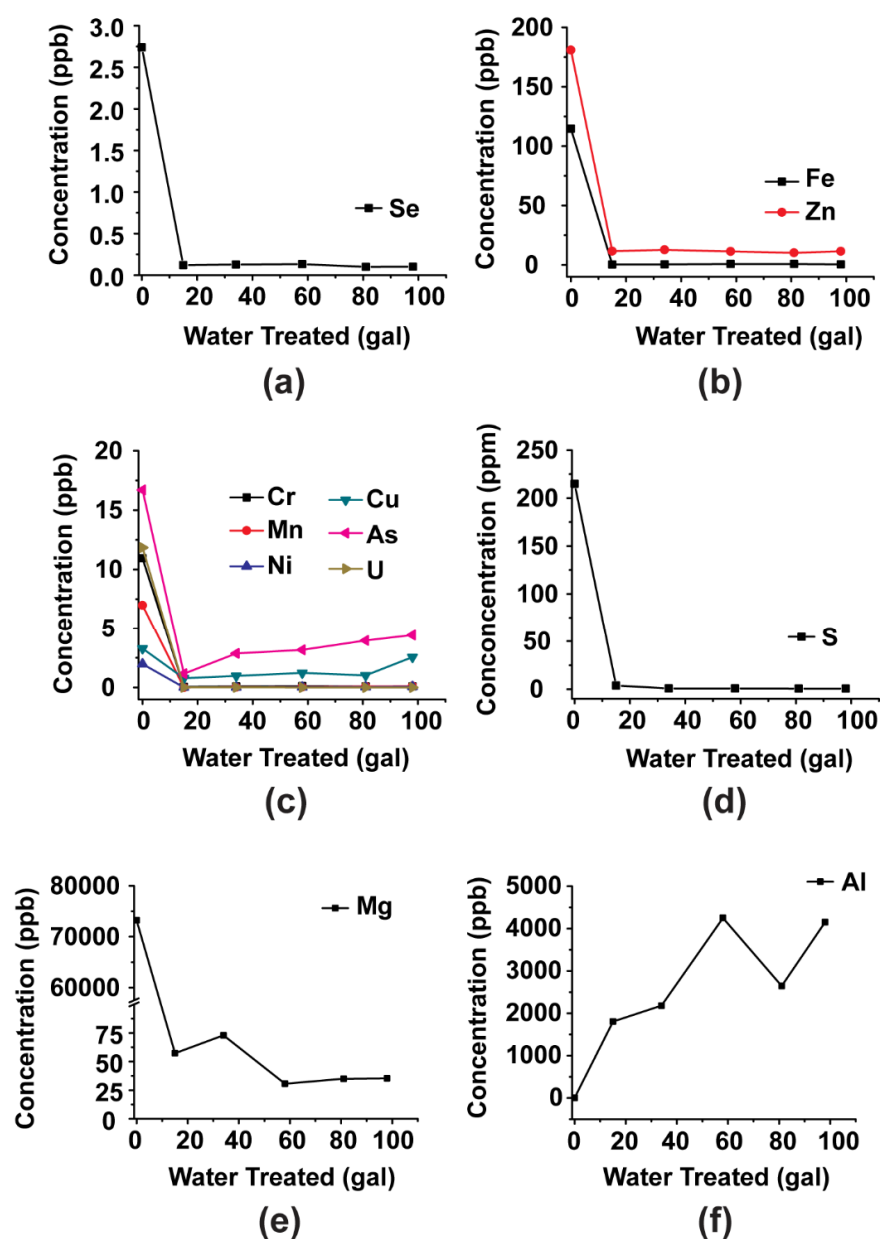 Concentration (ppb)
3.0
2.5
2.0
1.5
1.0
0.5
0.0
Se
0 20 40 60 80 100
Water Treated (gal)
(a)
Concentration (ppb)
200
150
100
50
0
Fe
Zn
0 20 40 60 80 100
Water Treated (gal)
(b)
Concentration (ppb)
20
15
10
5
0
Cr Cu
Mn As
Ni U
0 20 40 60 80 100
Water Treated (gal)
(c)
Conconcentration (ppm)
250
200
150
100
50
0
S
0 20 40 60 80 100
Water Treated (gal)
(d)
Concentration (ppb)
80000
70000
60000
75
50
25
0
Mg
0 20 40 60 80 100
Water Treated (gal)
(e)
Concentration (ppb)
5000
4000
3000
2000
1000
0
Al
0 20 40 60 80 100
Water Treated (gal)
(f)